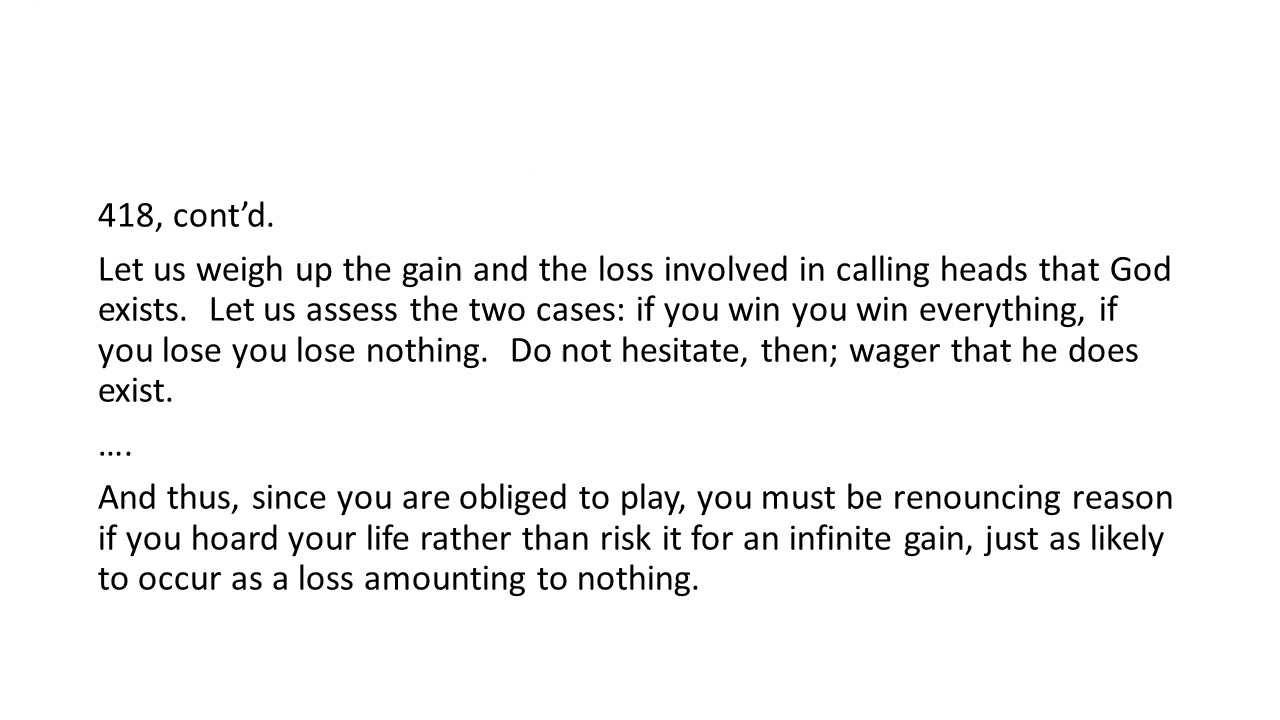 418, cont’d.
Let us weigh up the gain and the loss involved in calling heads that God
exists.  Let us assess the two cases: if you win you win everything, if
you lose you lose nothing.  Do not hesitate, then; wager that he does
exist.
….
And thus, since you are obliged to play, you must be renouncing reason
if you hoard your life rather than risk it for an infinite gain, just as likely
to occur as a loss amounting to nothing.